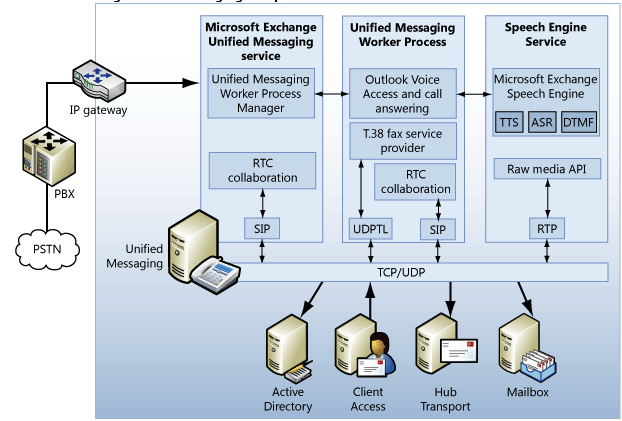 Microsoft Exchange
Unified Messaging
service
Unified Messaging
Worker Process
Speech Engine
Service
Unified Messaging
Worker Process
Manager
Outlook Voice
Access and call
answering
Microsoft Exchange
Speech Engine
TTS
ASR
DTMF
IP gateway
T.38 fax service
provider
RTC
collaboration
RTC
collaboration
Raw media API
PBX
SIP
UDPTL
SIP
RTP
PSTN
Unified
Messaging
TCP/UDP
Active
Directory
Client
Access
Hub
Transport
Mailbox